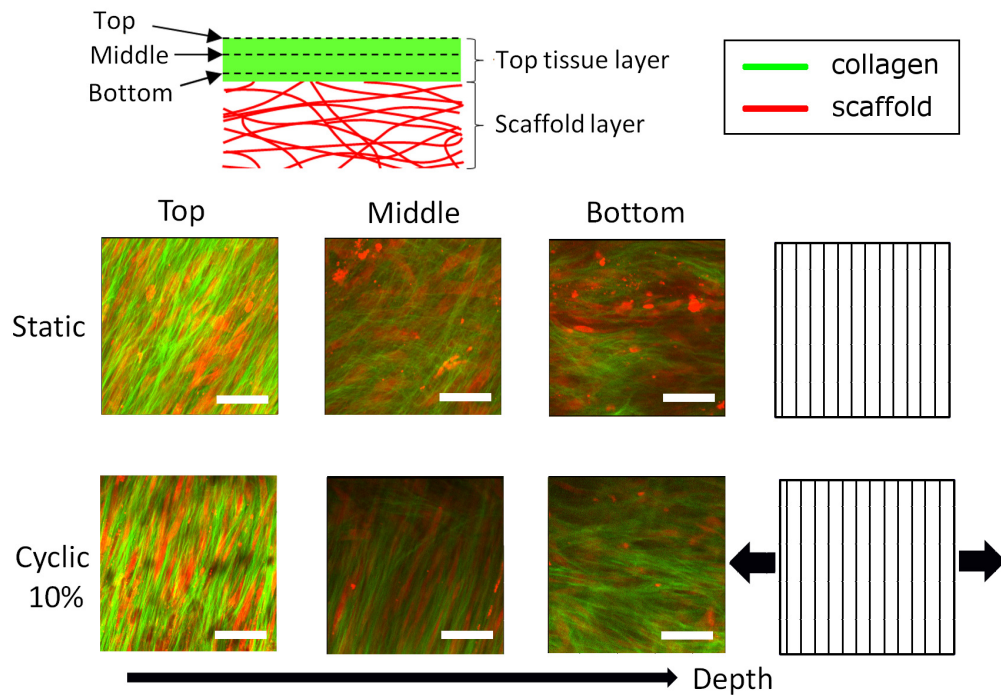 Top
Middle
Bottom
Top tissue layer
Scaffold layer
collagen
scaffold
Top Middle Bottom
Static
Cyclic
10%
Depth